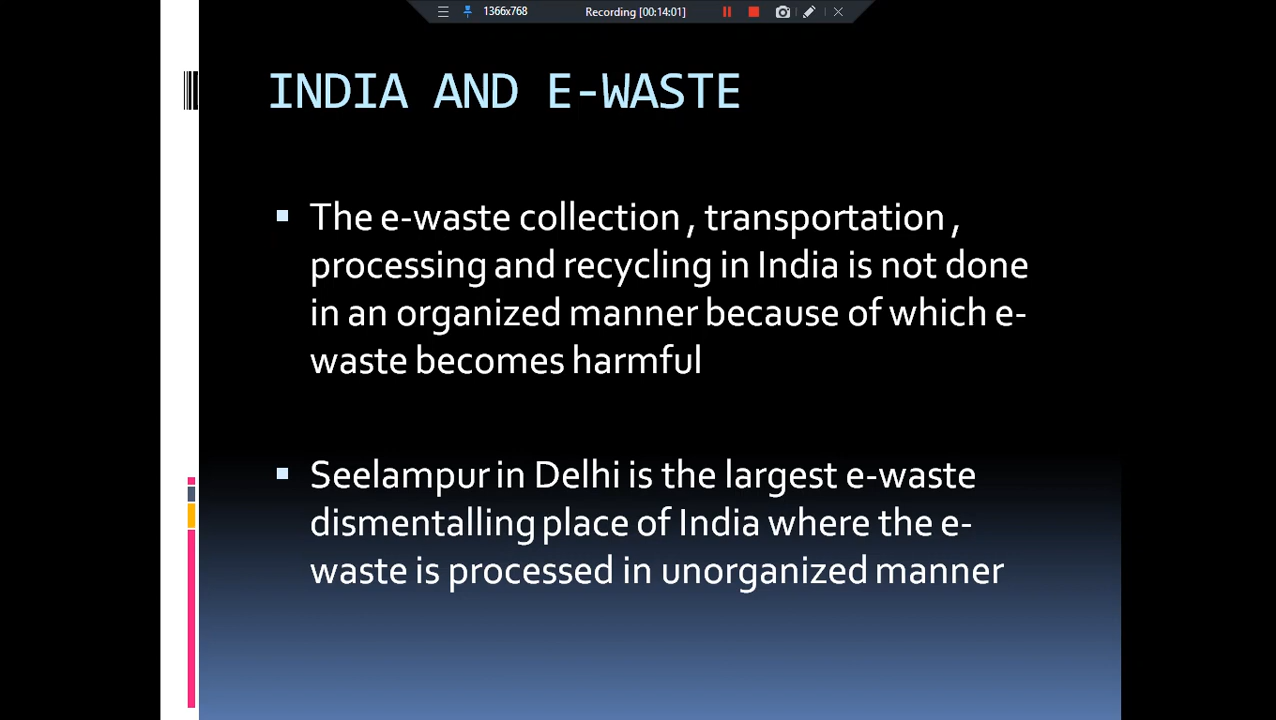 1366x768 Recording [00:14:01]
INDIA AND E-WASTE
The e-waste collection , transportation ,
processing and recycling in India is not done
in an organized manner because of which e-
waste becomes harmful
Seelampur in Delhi is the largest e-waste
dismentalling place of India where the e-
waste is processed in unorganized manner